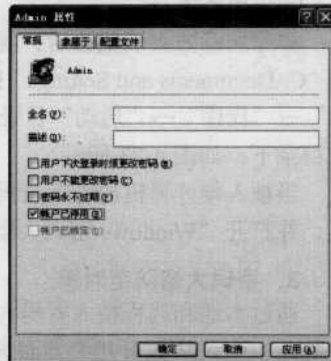 Admin 属性
常规 隶属于 配置文件
Admin
全名(F):
描述(D):
用户下次登录时须更改密码(M)
用户不能更改密码(C)
密码永不过期(P)
帐户已停用(B)
帐户已锁定(O)
确定 取消 应用(A)